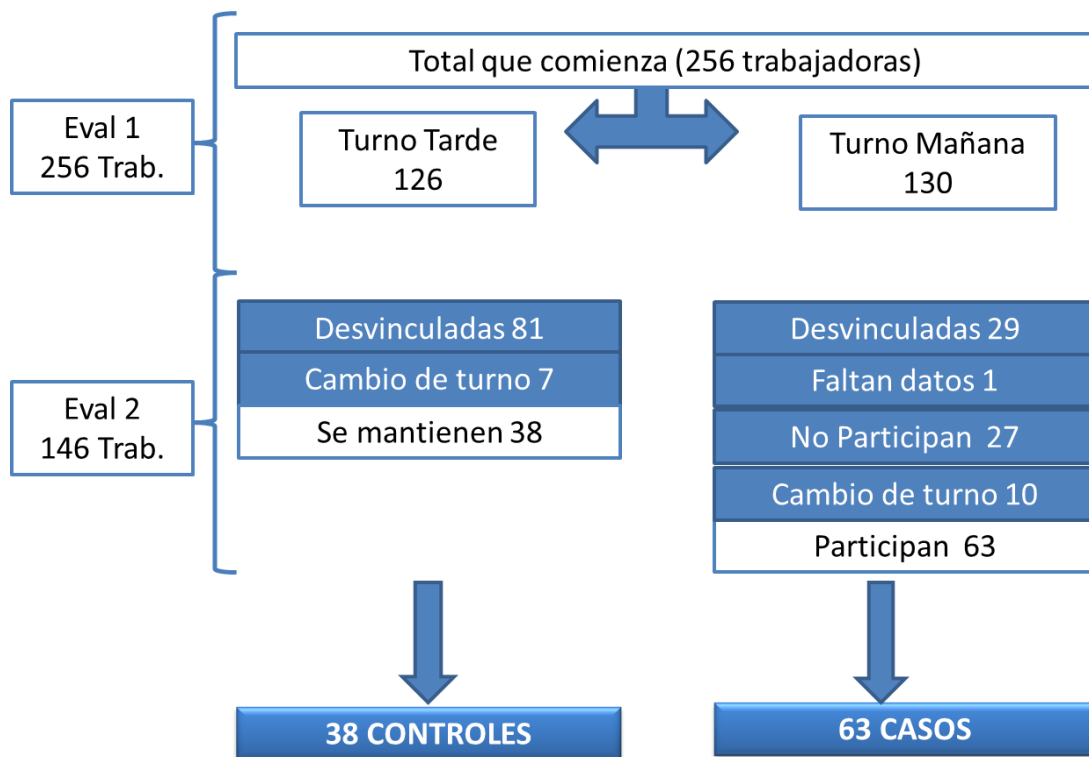 Total que comienza (256 trabajadoras)
Eval 1
256 Trab.
Turno Tarde
126
Turno Mañana
130
Eval 2
146 Trab.
Desvinculadas 81
Cambio de turno 7
Se mantienen 38
Desvinculadas 29
Faltan datos 1
No Participan 27
Cambio de turno 10
Participan 63
38 CONTROLES
63 CASOS